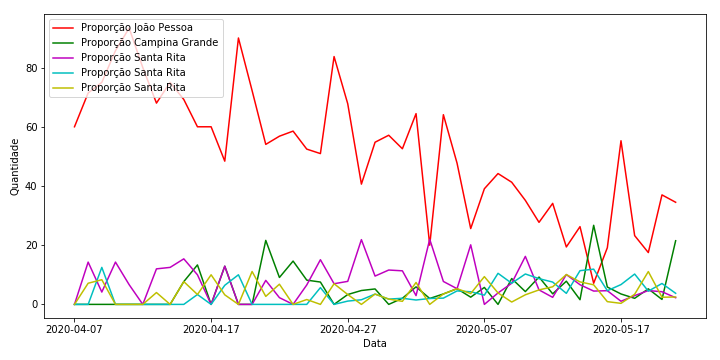 Proporção João Pessoa
Proporção Campina Grande
Proporção Santa Rita
Proporção Santa Rita
Proporção Santa Rita
80
60
40
20
0
Quantidade
2020-04-07 2020-04-17 2020-04-27 2020-05-07 2020-05-17
Data